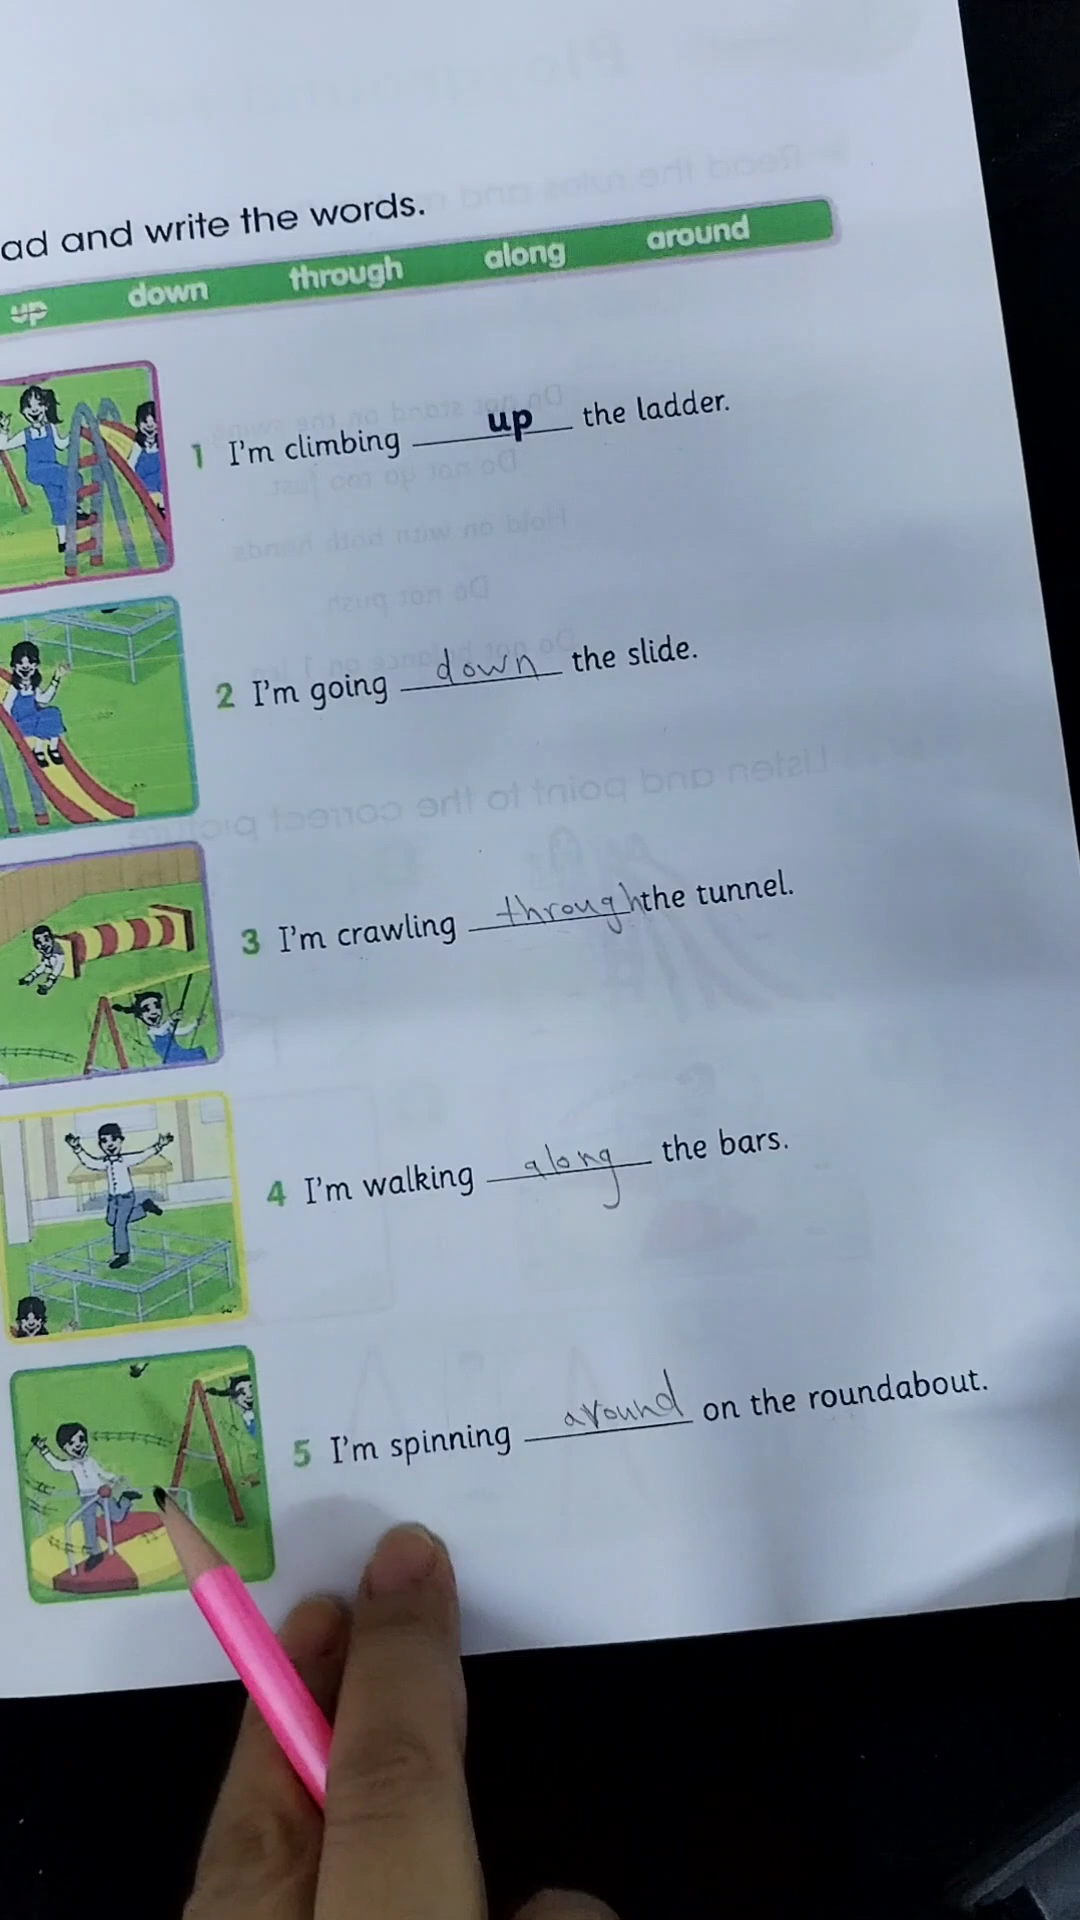 ad and write the words.
up down through along around
1 I'm climbing up the ladder.
2 I'm going down the slide.
3 I'm crawling through the tunnel.
4 I'm walking along the bars.
5 I'm spinning around on the roundabout.